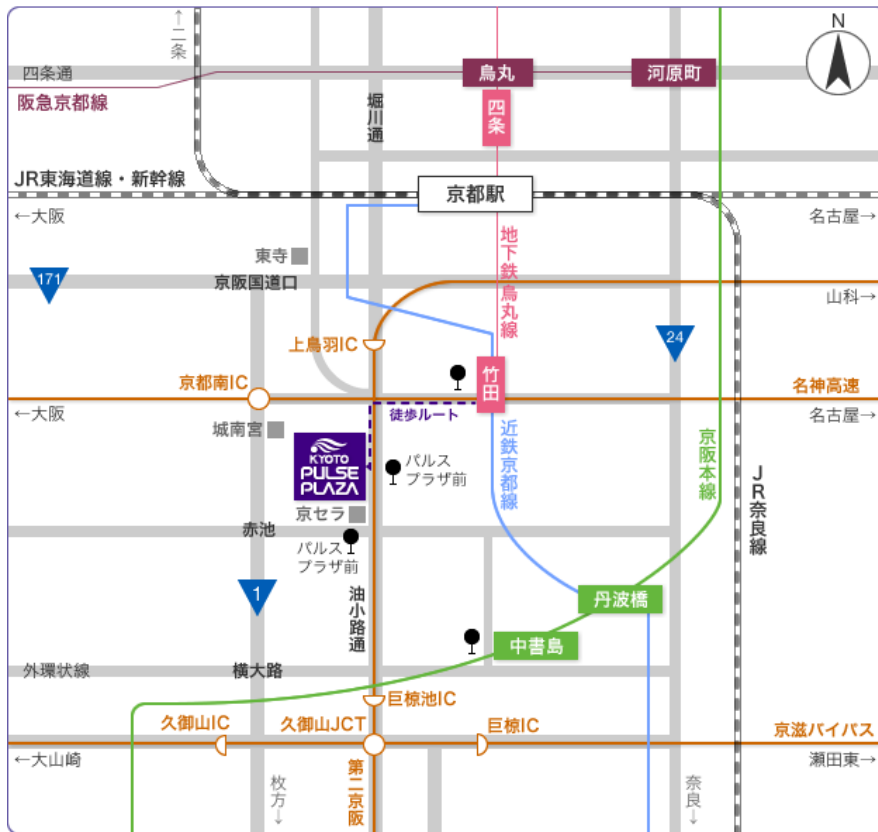 ←二条
N
四条通
烏丸
河原町
阪急京都線
堀川通
四条
JR東海道線・新幹線
京都駅
←大阪
名古屋→
東寺
地下鉄烏丸線
171
京阪国道口
山科→
24
上鳥羽IC
京都南IC
竹田
名神高速
←大阪
徒歩ルート
名古屋→
城南宮
近鉄京都線
京阪本線
KYOTO
PULSE
PLAZA
パルス
プラザ前
JR奈良線
京セラ
赤池
パルス
プラザ前
1
油小路通
丹波橋
中書島
外環状線
横大路
巨椋池IC
久御山IC
久御山JCT
巨椋IC
京滋バイパス
←大山崎
瀬田東→
第二京阪
枚方→
奈良→